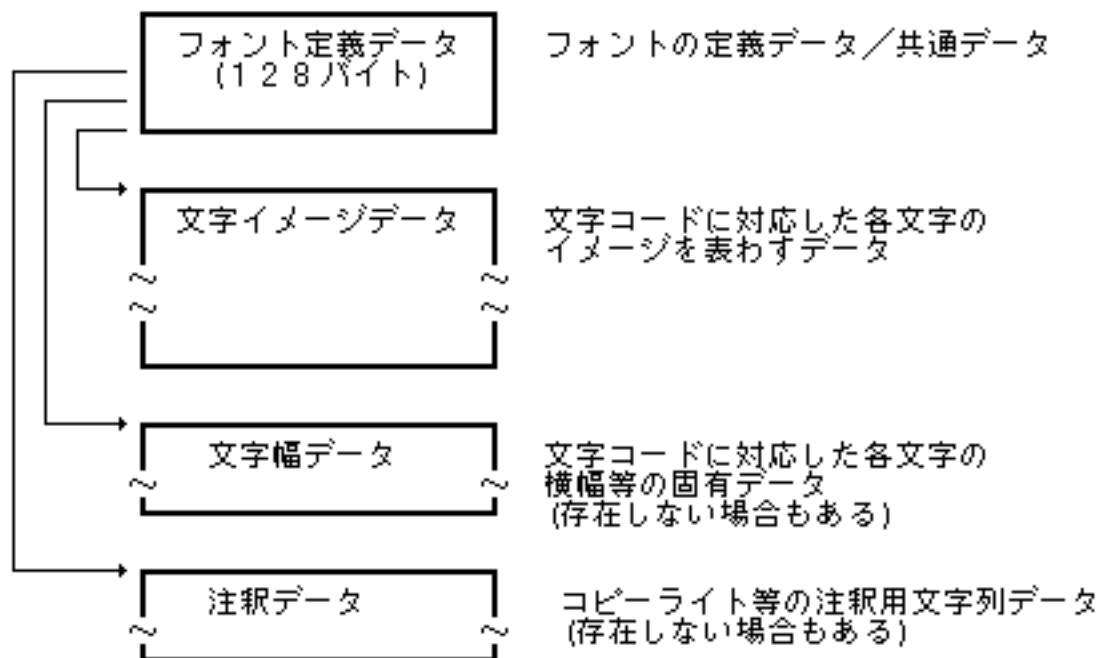 フォント定義データ
(128バイト)
フォントの定義データ/共通データ
文字イメージデータ
文字コードに対応した各文字の
イメージを表わすデータ
文字幅データ
文字コードに対応した各文字の
横幅等の固有データ
(存在しない場合もある)
注釈データ
コピーライト等の注釈用文字列データ
(存在しない場合もある)